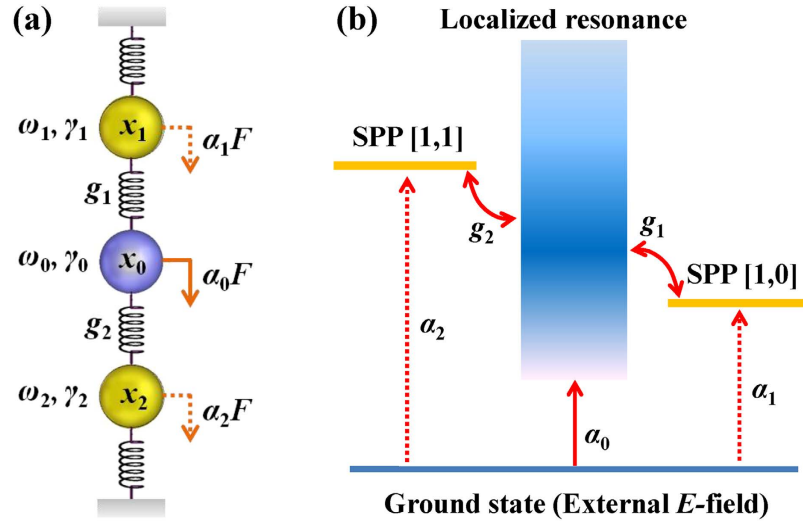 (a)
ω₁, γ₁
x₁
α₁F
g₁
ω₀, γ₀
x₀
α₀F
g₂
ω₂, γ₂
x₂
α₂F
(b)
Localized resonance
SPP [1,1]
g₂
g₁
SPP [1,0]
α₂
α₀
α₁
Ground state (External E-field)